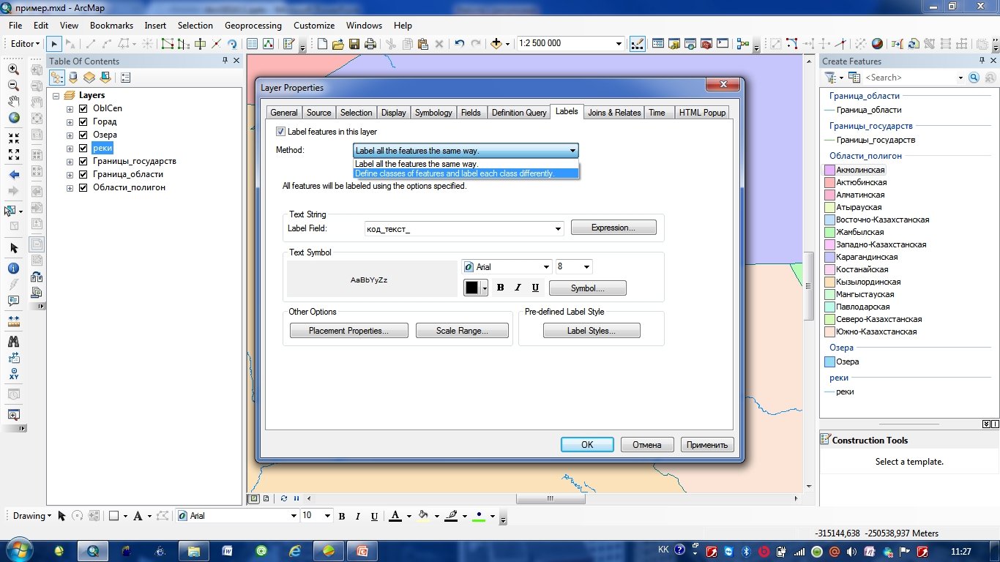 пример.mxd - ArcMap
File Edit View Bookmarks Insert Selection Geoprocessing Customize Windows Help
Editor 1:2 500 000
Table Of Contents
Layers
OblCen
Горад
Озера
реки
Границы_государств
Граница_области
Области_полигон
Layer Properties
General Source Selection Display Symbology Fields Definition Query Labels Joins & Relates Time HTML Popup
Label features in this layer
Method: Label all the features the same way.
Label all the features the same way.
Define classes of features and label each class differently.
All features will be labeled using the options specified.
Text String
Label Field: код_текст_ Expression...
Text Symbol
AaBbYyZz
Arial 8
B I U Symbol....
Other Options
Placement Properties... Scale Range...
Pre-defined Label Style
Label Styles...
OK Отмена Применить
Create Features
<Search>
Граница_области
Граница_области
Границы_государств
Границы_государств
Области_полигон
Акмолинская
Актюбинская
Алматинская
Атырауская
Восточно-Казахстанская
Жамбылская
Западно-Казахстанская
Карагандинская
Костанайская
Кызылординская
Мангыстауская
Павлодарская
Северо-Казахстанская
Южно-Казахстанская
Озера
Озера
реки
реки
Construction Tools
Select a template.
Drawing A Arial 10 B I U A
-315144,638 -250538,937 Meters
KK 11:27